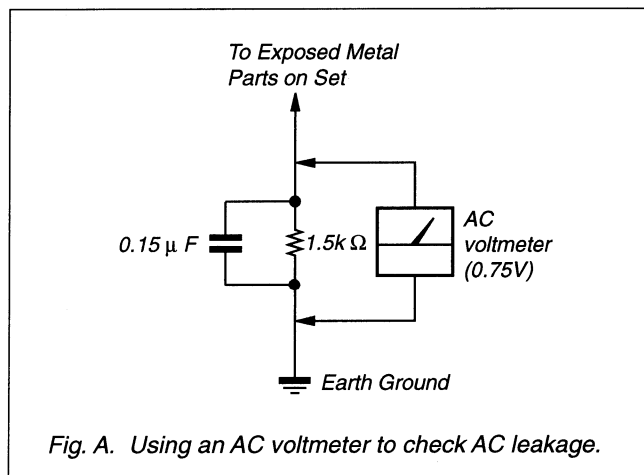 To Exposed Metal
Parts on Set
0.15 μ F
1.5k Ω
AC
voltmeter
(0.75V)
Earth Ground
Fig. A. Using an AC voltmeter to check AC leakage.